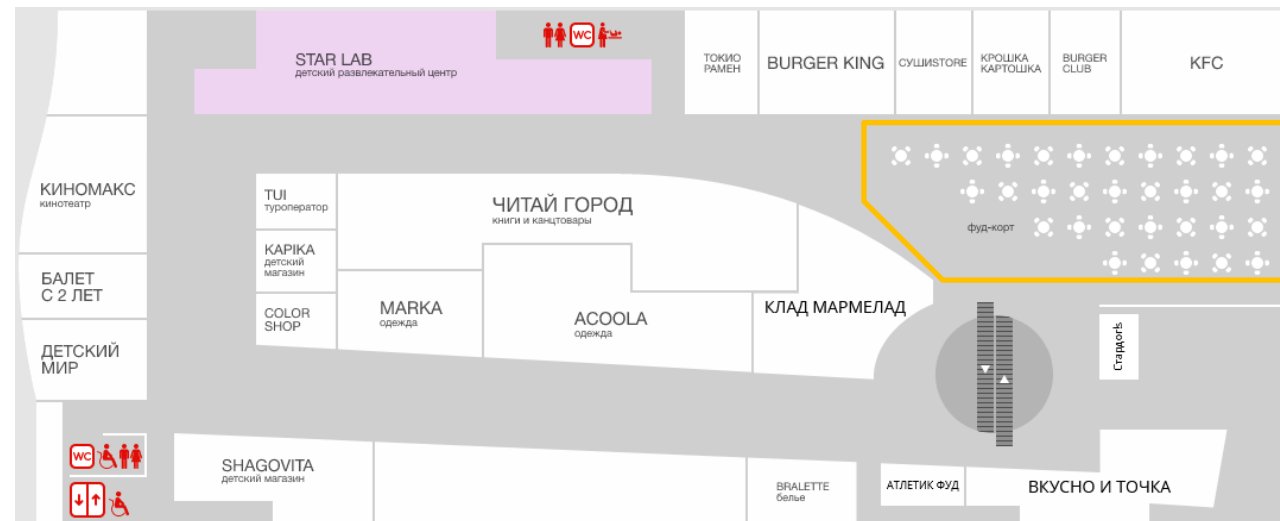 STAR LAB
детский развлекательный центр
WC
ТОКИО
РАМЕН
BURGER KING
СУШИSTORE
КРОШКА
КАРТОШКА
BURGER
CLUB
KFC
КИНОМАКС
кинотеатр
TUI
туроператор
ЧИТАЙ ГОРОД
книги и канцтовары
фуд-корт
KAPIKA
детский
магазин
БАЛЕТ
С 2 ЛЕТ
COLOR
SHOP
MARKA
одежда
ACOOLA
одежда
КЛАД МАРМЕЛАД
Стардогs
ДЕТСКИЙ
МИР
WC
SHAGOVITA
детский магазин
BRALETTE
белье
АТЛЕТИК ФУД
ВКУСНО И ТОЧКА